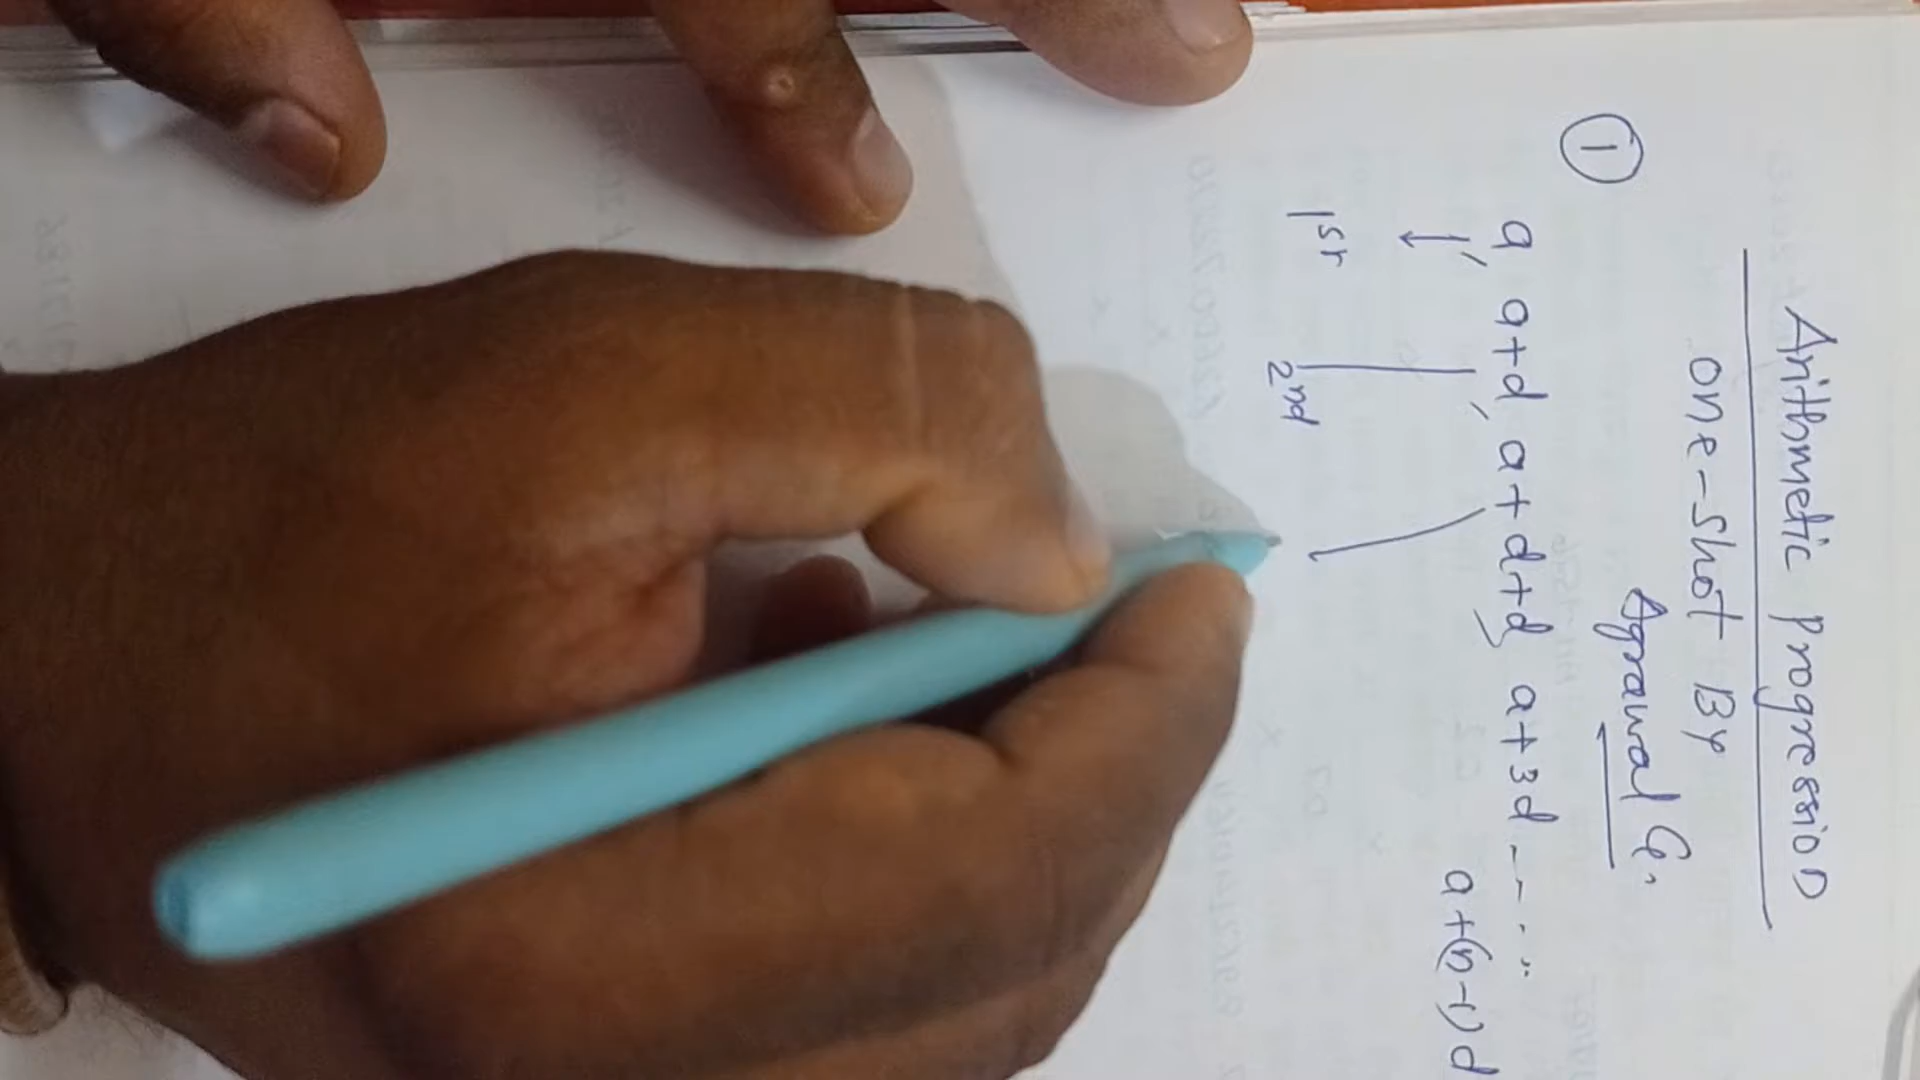 Arithmetic progression
one-shot By
Agrawal G,
① a, a+d, a+d+d, a+3d ----
a+(n-1)d
1st 2nd